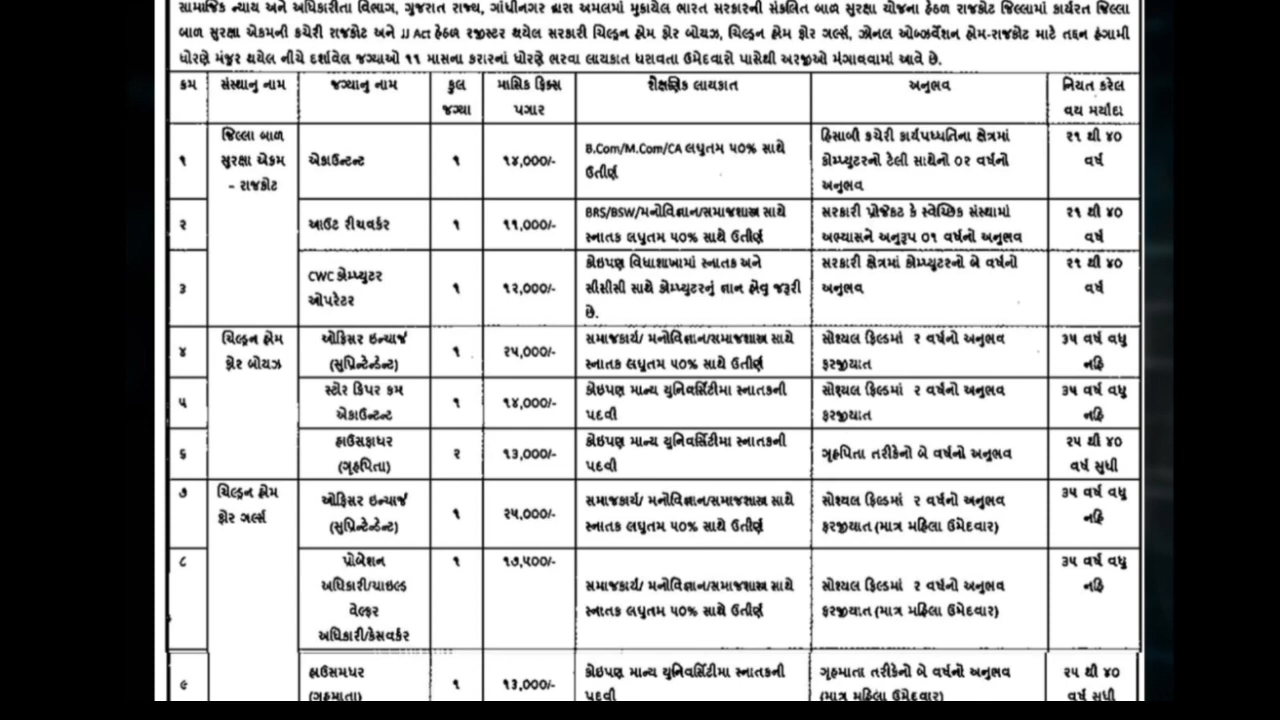 સામાજિક ન્યાય અને અધિકારીતા વિભાગ, ગુજરાત રાજ્ય, ગાંધીનગર દ્વારા અમલમાં મુકાયેલ ભારત સરકારની સંકલિત બાળ સુરક્ષા યોજના હેઠળ રાજકોટ જિલ્લામાં કાર્યરત જિલ્લા
બાળ સુરક્ષા એકમની કચેરી રાજકોટ અને JJ Act હેઠળ રજીસ્ટર થયેલ સરકારી ચિલ્ડ્રન હોમ ફોર બોયઝ, ચિલ્ડ્રન હોમ ફોર ગર્લ્સ, ઝોનલ ઓબ્ઝર્વેશન હોમ-રાજકોટ માટે તદ્દન હંગામી
ધોરણે મંજુર થયેલ નીચે દર્શાવેલ જગ્યાઓ ૧૧ માસના કરારનાં ધોરણે ભરવા લાયકાત ધરાવતા ઉમેદવારો પાસેથી અરજીઓ મંગાવવામાં આવે છે.
ક્રમ સંસ્થાનુ નામ જગ્યાનુ નામ કુલ માસિક ફિક્સ શૈક્ષણિક લાયકાત અનુભવ નિયત કરેલ
જગ્યા પગાર વય મર્યાદા
જિલ્લા બાળ હિસાબી કચેરી કાર્યપધ્ધતિના ક્ષેત્રમાં ૨૧ થી ૪૦
૧ સુરક્ષા એકમ એકાઉન્ટન્ટ ૧ ૧૪,૦૦૦/- B.Com/M.Com/CA લઘુતમ ૫૦% સાથે કોમ્પ્યુટરનો ટેલી સાથેનો ૦૨ વર્ષનો વર્ષ
– રાજકોટ ઉતીર્ણ અનુભવ
૨ આઉટ રીચવર્કર ૧ ૧૧,૦૦૦/- BRS/BSW/મનોવિજ્ઞાન/સમાજશાસ્ત્ર સાથે સરકારી પ્રોજેકટ કે સ્વૈચ્છિક સંસ્થામાં ૨૧ થી ૪૦
સ્નાતક લઘુતમ ૫૦% સાથે ઉતીર્ણ અભ્યાસને અનુરૂપ ૦૧ વર્ષનો અનુભવ વર્ષ
CWC કોમ્પ્યુટર કોઇપણ વિદ્યાશાખામાં સ્નાતક અને સરકારી ક્ષેત્રમાં કોમ્પ્યુટરનો બે વર્ષનો ૨૧ થી ૪૦
૩ ઓપરેટર ૧ ૧૨,૦૦૦/- સીસીસી સાથે કોમ્પ્યુટરનું જ્ઞાન હોવુ જરૂરી અનુભવ વર્ષ
છે.
૪ ચિલ્ડ્રન હોમ ઓફિસર ઇન્ચાર્જ ૧ ૨૫,૦૦૦/- સમાજકાર્ય/ મનોવિજ્ઞાન/સમાજશાસ્ત્ર સાથે સોશ્યલ ફિલ્ડમાં ૨ વર્ષનો અનુભવ ૩૫ વર્ષ વધુ
ફોર બોયઝ (સુપ્રિન્ટેન્ડેન્ટ) સ્નાતક લઘુતમ ૫૦% સાથે ઉતીર્ણ ફરજીયાત નહિ
૫ સ્ટોર કિપર કમ ૧ ૧૪,૦૦૦/- કોઇપણ માન્ય યુનિવર્સિટીમા સ્નાતકની સોશ્યલ ફિલ્ડમાં ૨ વર્ષનો અનુભવ ૩૫ વર્ષ વધુ
એકાઉન્ટન્ટ પદવી ફરજીયાત નહિ
૬ હાઉસફાધર ૨ ૧૩,૦૦૦/- કોઇપણ માન્ય યુનિવર્સિટીમા સ્નાતકની ગૃહપિતા તરીકેનો બે વર્ષનો અનુભવ ૨૫ થી ૪૦
(ગૃહપિતા) પદવી વર્ષ સુધી
૭ ચિલ્ડ્રન હોમ ઓફિસર ઇન્ચાર્જ ૧ ૨૫,૦૦૦/- સમાજકાર્ય/ મનોવિજ્ઞાન/સમાજશાસ્ત્ર સાથે સોશ્યલ ફિલ્ડમાં ૨ વર્ષનો અનુભવ ૩૫ વર્ષ વધુ
ફોર ગર્લ્સ (સુપ્રિન્ટેન્ડેન્ટ) સ્નાતક લઘુતમ ૫૦% સાથે ઉતીર્ણ ફરજીયાત (માત્ર મહિલા ઉમેદવાર) નહિ
૮ પ્રોબેશન ૧ ૧૭,૫૦૦/- ૩૫ વર્ષ વધુ
અધિકારી/ચાઇલ્ડ સમાજકાર્ય/ મનોવિજ્ઞાન/સમાજશાસ્ત્ર સાથે સોશ્યલ ફિલ્ડમાં ૨ વર્ષનો અનુભવ નહિ
વેલ્ફર સ્નાતક લઘુતમ ૫૦% સાથે ઉતીર્ણ ફરજીયાત (માત્ર મહિલા ઉમેદવાર)
અધિકારી/કેસવર્કર
૯ હાઉસમધર ૧ ૧૩,૦૦૦/- કોઇપણ માન્ય યુનિવર્સિટીમા સ્નાતકની ગૃહમાતા તરીકેનો બે વર્ષનો અનુભવ ૨૫ થી ૪૦
(ગૃહમાતા) પદવી (માત્ર મહિલા ઉમેદવાર) વર્ષ સુધી